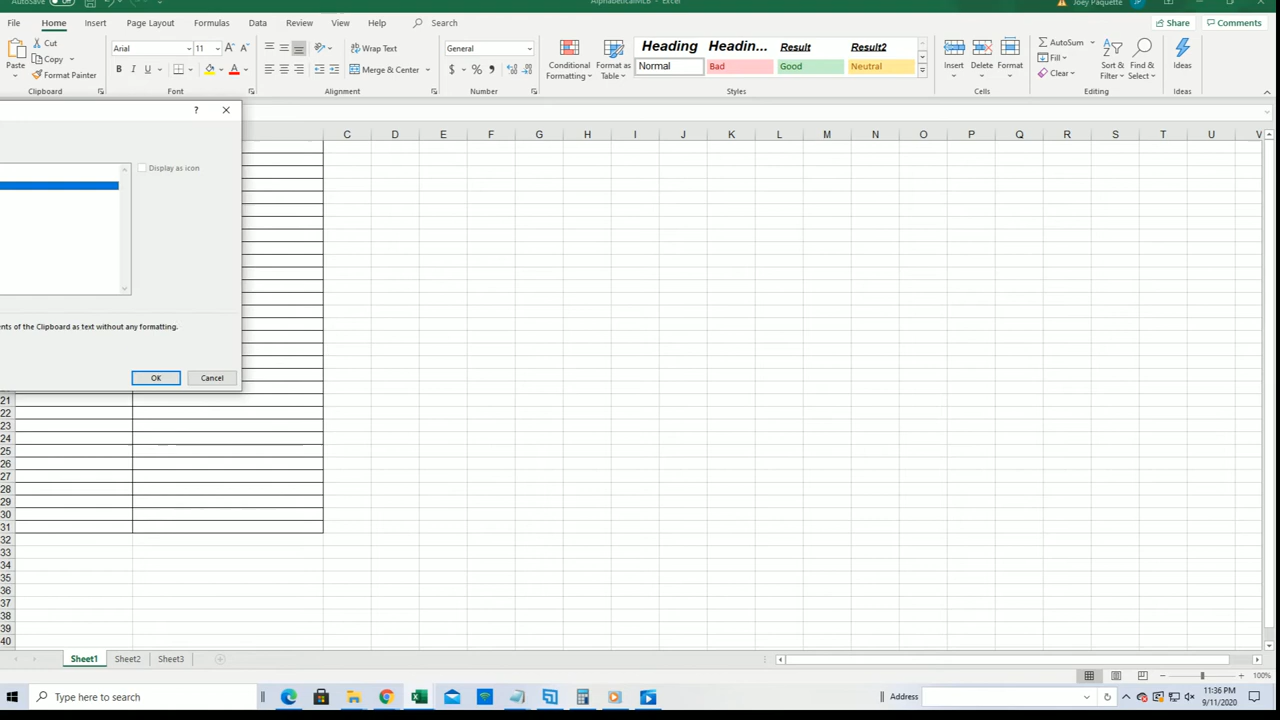 AutoSave Off AlphabeticalMLB - Excel Joey Paquette JP
File Home Insert Page Layout Formulas Data Review View Help Search Share Comments
Cut Arial 11 Wrap Text General Heading Headin... Result Result2 AutoSum
Copy Fill
Format Painter Merge & Center Normal Bad Good Neutral Clear
Paste Conditional Formatting Format as Table Insert Delete Format Sort & Filter Find & Select Ideas
Clipboard Font Alignment Number Styles Cells Editing Ideas
C D E F G H I J K L M N O P Q R S T U V
Display as icon
nts of the Clipboard as text without any formatting.
OK Cancel
21
22
23
24
25
26
27
28
29
30
31
32
33
34
35
36
37
38
39
40
Sheet1 Sheet2 Sheet3
100%
Type here to search Address 11:36 PM
9/11/2020